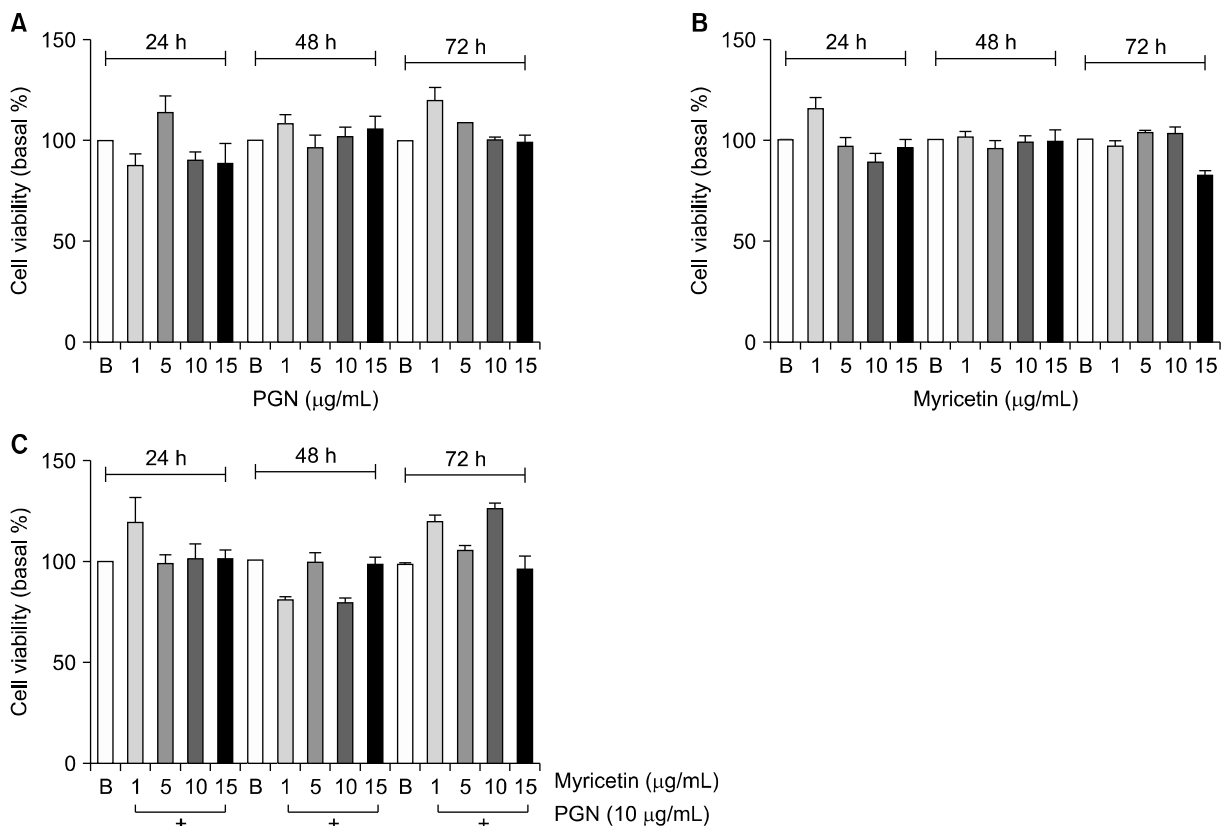 A
150
100
50
0
Cell viability (basal %)
24 h
48 h
72 h
B 1 5 10 15 B 1 5 10 15 B 1 5 10 15
PGN (μg/mL)
B
150
100
50
0
Cell viability (basal %)
24 h
48 h
72 h
B 1 5 10 15 B 1 5 10 15 B 1 5 10 15
Myricetin (μg/mL)
C
150
100
50
0
Cell viability (basal %)
24 h
48 h
72 h
B 1 5 10 15 B 1 5 10 15 B 1 5 10 15 Myricetin (μg/mL)
+ + + PGN (10 μg/mL)